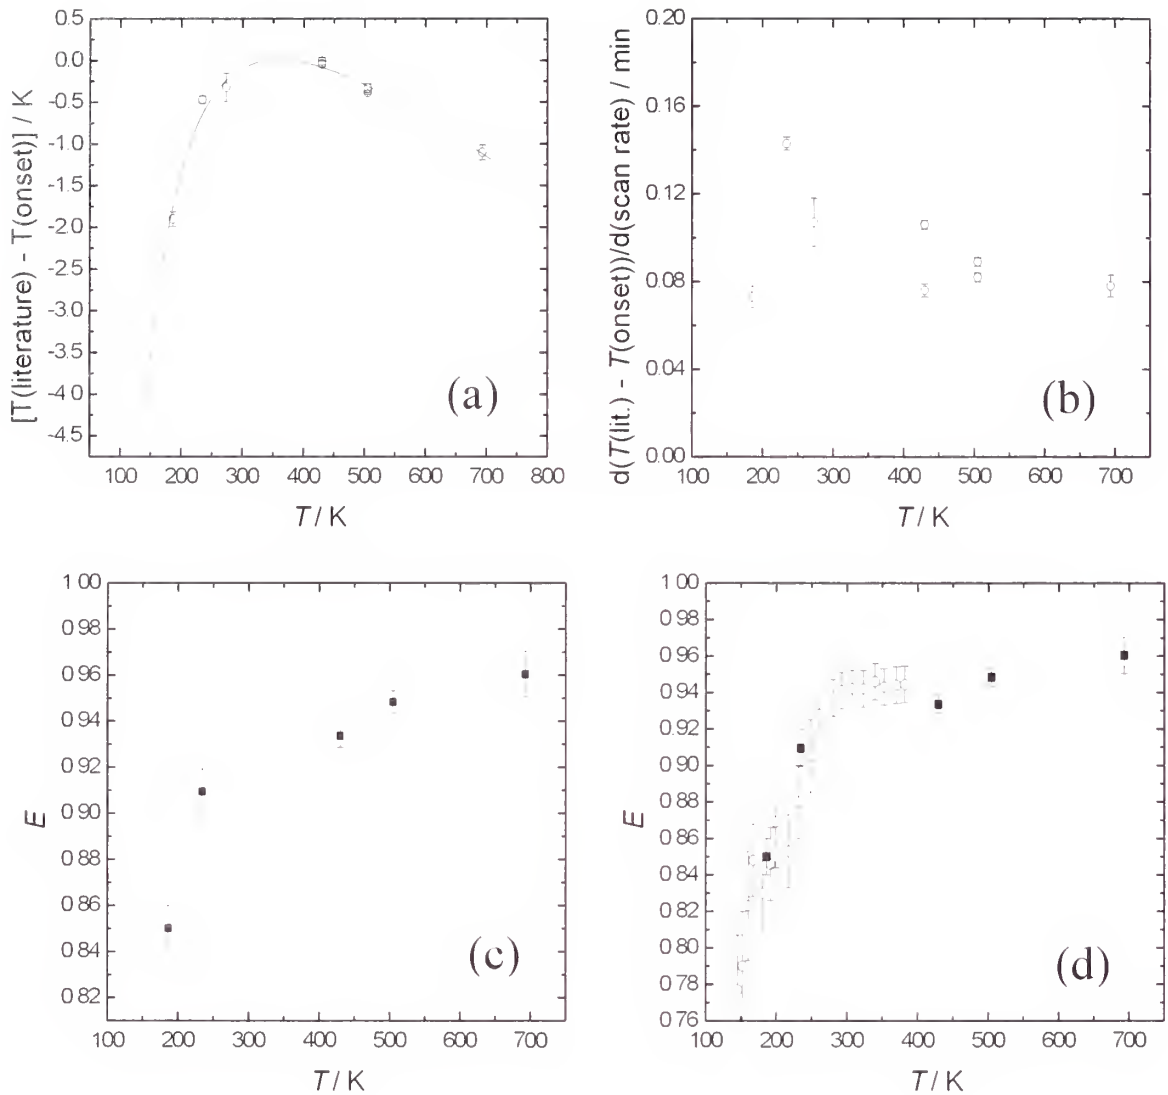 [T(literature) - T(onset)] / K
0.5
0.0
-0.5
-1.0
-1.5
-2.0
-2.5
-3.0
-3.5
-4.0
-4.5
(a)
100 200 300 400 500 600 700 800
T / K
d(T(lit.) - T(onset))/d(scan rate) / min
0.20
0.16
0.12
0.08
0.04
0.00
(b)
100 200 300 400 500 600 700
T / K
E
1.00
0.98
0.96
0.94
0.92
0.90
0.88
0.86
0.84
0.82
(c)
100 200 300 400 500 600 700
T / K
E
1.00
0.98
0.96
0.94
0.92
0.90
0.88
0.86
0.84
0.82
0.80
0.78
0.76
(d)
100 200 300 400 500 600 700
T / K